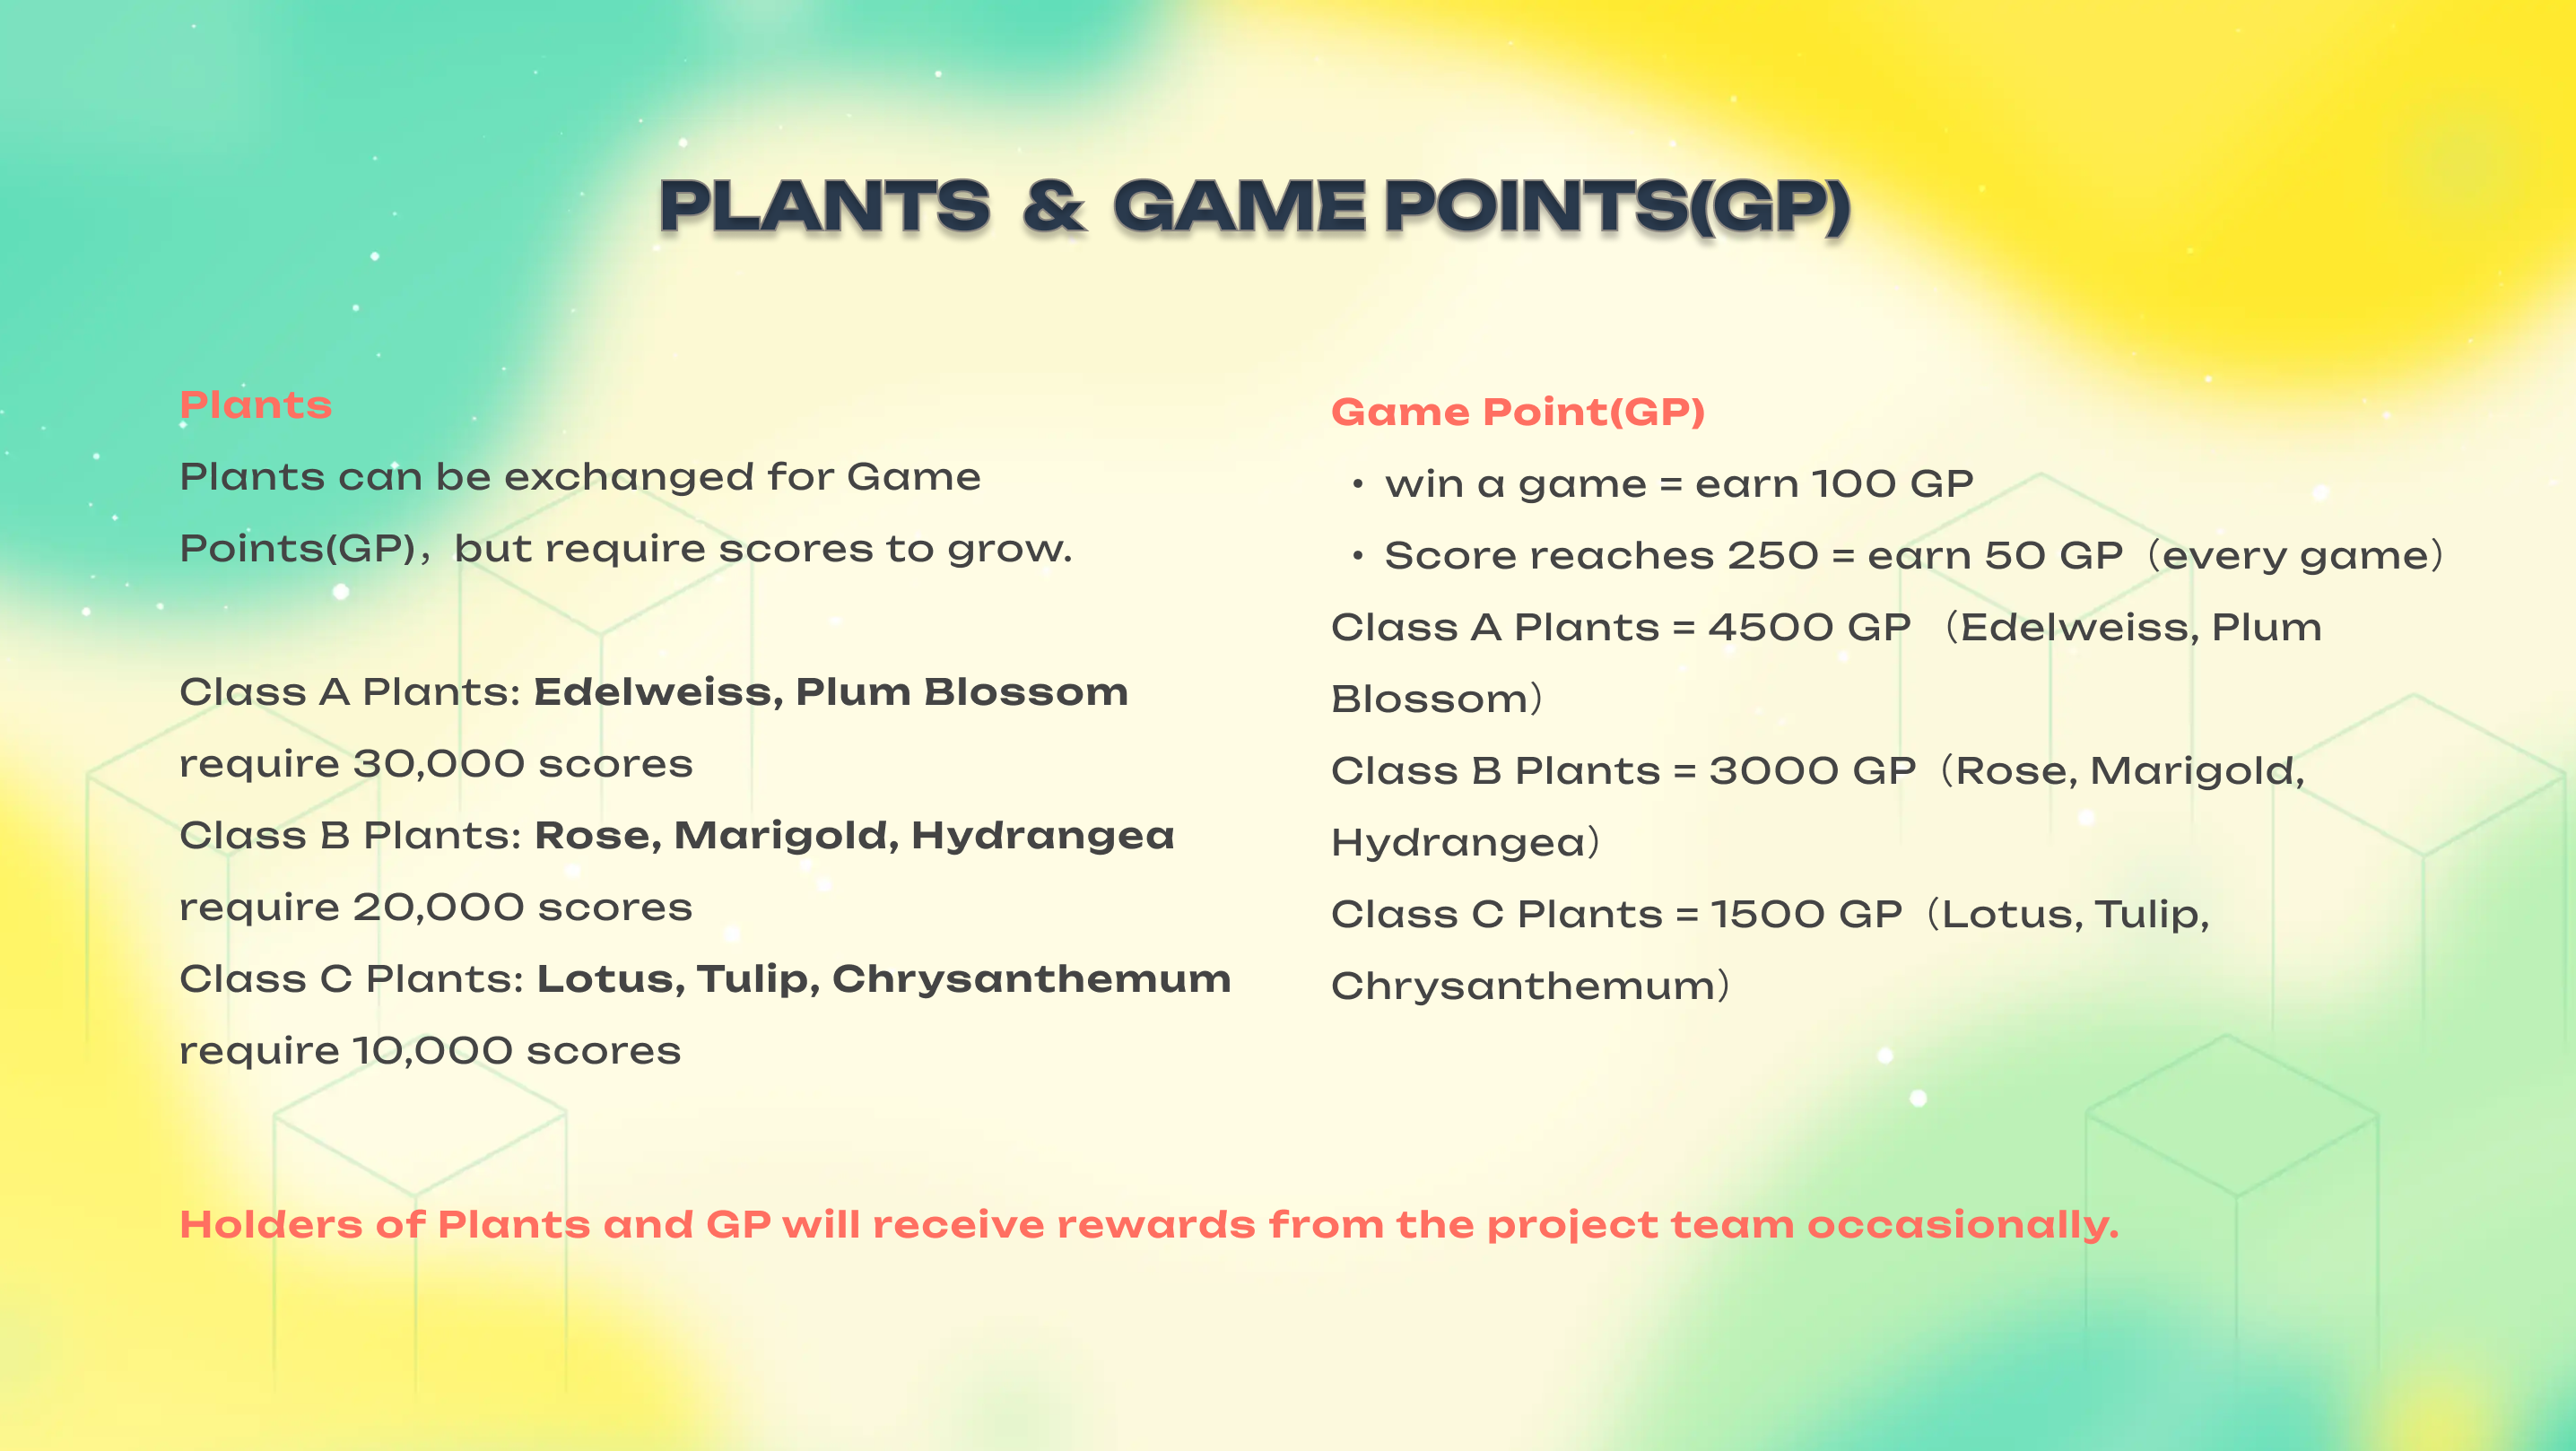 PLANTS & GAME POINTS(GP)
Plants
Plants can be exchanged for Game
Points(GP)，but require scores to grow.
Class A Plants: Edelweiss, Plum Blossom
require 30,000 scores
Class B Plants: Rose, Marigold, Hydrangea
require 20,000 scores
Class C Plants: Lotus, Tulip, Chrysanthemum
require 10,000 scores
Game Point(GP)
• win a game = earn 100 GP
• Score reaches 250 = earn 50 GP（every game）
Class A Plants = 4500 GP （Edelweiss, Plum
Blossom）
Class B Plants = 3000 GP（Rose, Marigold,
Hydrangea）
Class C Plants = 1500 GP（Lotus, Tulip,
Chrysanthemum）
Holders of Plants and GP will receive rewards from the project team occasionally.